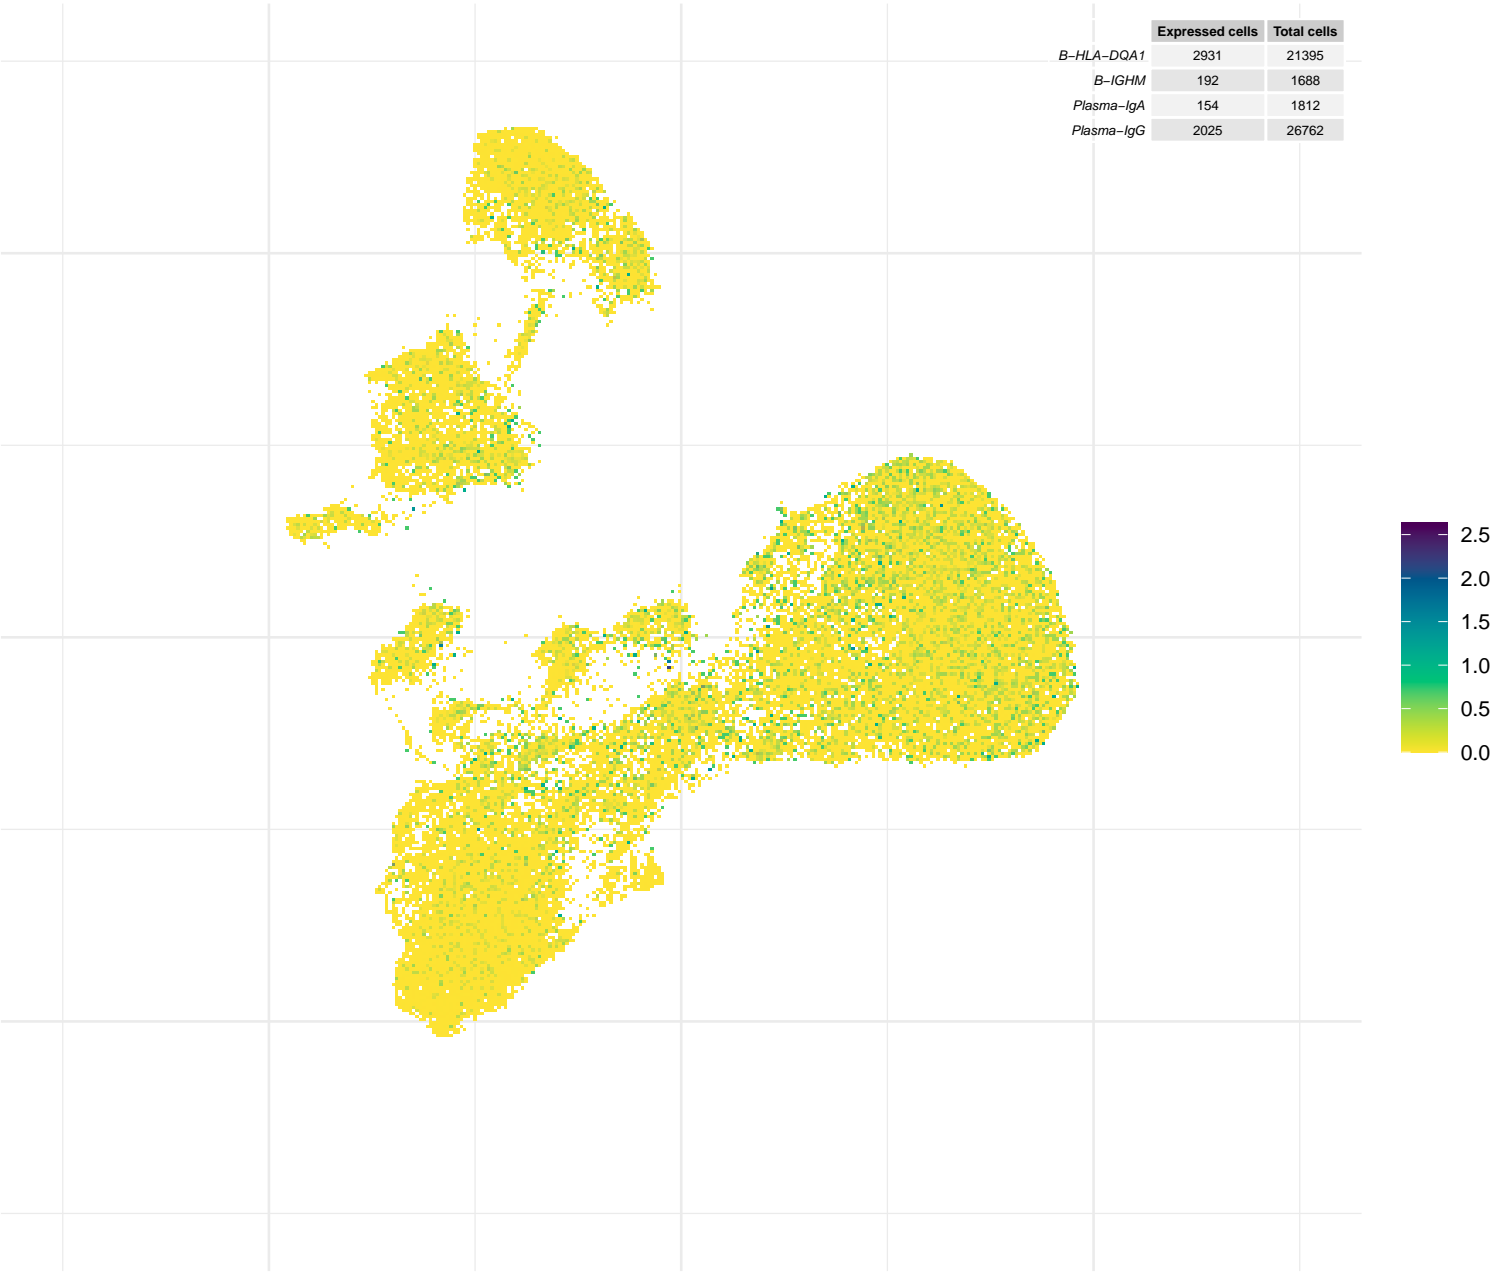 Expressed cells Total cells
B−HLA−DQA1 2931 21395
B−IGHM 192 1688
Plasma−IgA 154 1812
Plasma−IgG 2025 26762
2.5
2.0
1.5
1.0
0.5
0.0